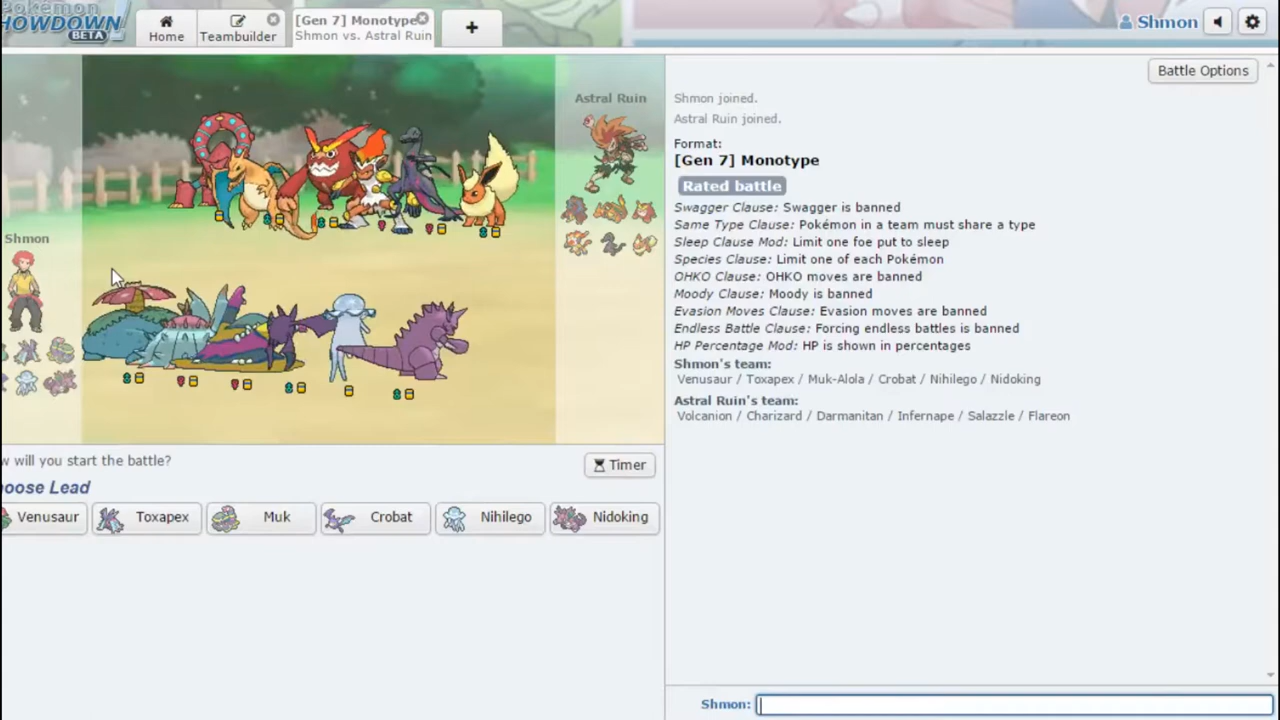 Pokémon
HOWDOWN!
BETA
Home
Teambuilder
[Gen 7] Monotype
Shmon vs. Astral Ruin
+
Shmon
Battle Options
Astral Ruin
Shmon
Shmon joined.
Astral Ruin joined.
Format:
[Gen 7] Monotype
Rated battle
Swagger Clause: Swagger is banned
Same Type Clause: Pokémon in a team must share a type
Sleep Clause Mod: Limit one foe put to sleep
Species Clause: Limit one of each Pokémon
OHKO Clause: OHKO moves are banned
Moody Clause: Moody is banned
Evasion Moves Clause: Evasion moves are banned
Endless Battle Clause: Forcing endless battles is banned
HP Percentage Mod: HP is shown in percentages
Shmon's team:
Venusaur / Toxapex / Muk-Alola / Crobat / Nihilego / Nidoking
Astral Ruin's team:
Volcanion / Charizard / Darmanitan / Infernape / Salazzle / Flareon
w will you start the battle?
Timer
oose Lead
Venusaur
Toxapex
Muk
Crobat
Nihilego
Nidoking
Shmon: